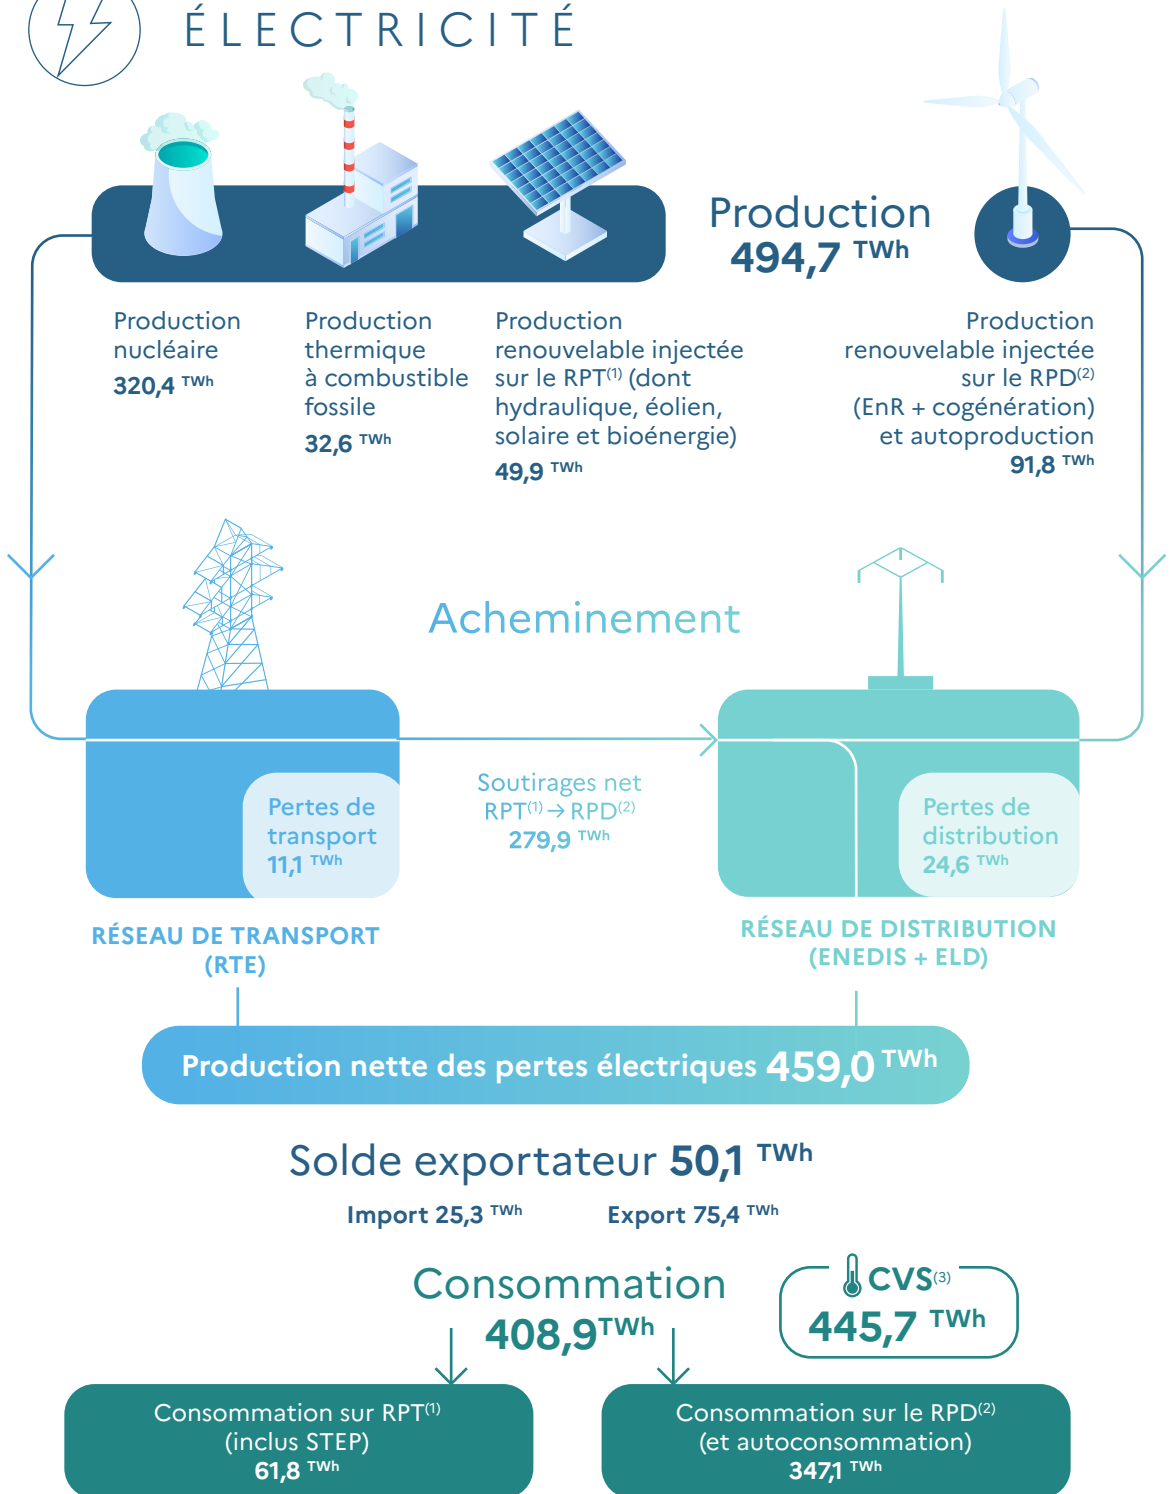 ÉLECTRICITÉ
Production
494,7 TWh
Production
nucléaire
320,4 TWh
Production
thermique
à combustible
fossile
32,6 TWh
Production
renouvelable injectée
sur le RPT(1) (dont
hydraulique, éolien,
solaire et bioénergie)
49,9 TWh
Production
renouvelable injectée
sur le RPD(2)
(EnR + cogénération)
et autoproduction
91,8 TWh
Acheminement
Pertes de
transport
11,1 TWh
Soutirages net
RPT(1) → RPD(2)
279,9 TWh
Pertes de
distribution
24,6 TWh
RÉSEAU DE TRANSPORT
(RTE)
RÉSEAU DE DISTRIBUTION
(ENEDIS + ELD)
Production nette des pertes électriques 459,0 TWh
Solde exportateur 50,1 TWh
Import 25,3 TWh
Export 75,4 TWh
Consommation
408,9 TWh
CVS(3)
445,7 TWh
Consommation sur RPT(1)
(inclus STEP)
61,8 TWh
Consommation sur le RPD(2)
(et autoconsommation)
347,1 TWh